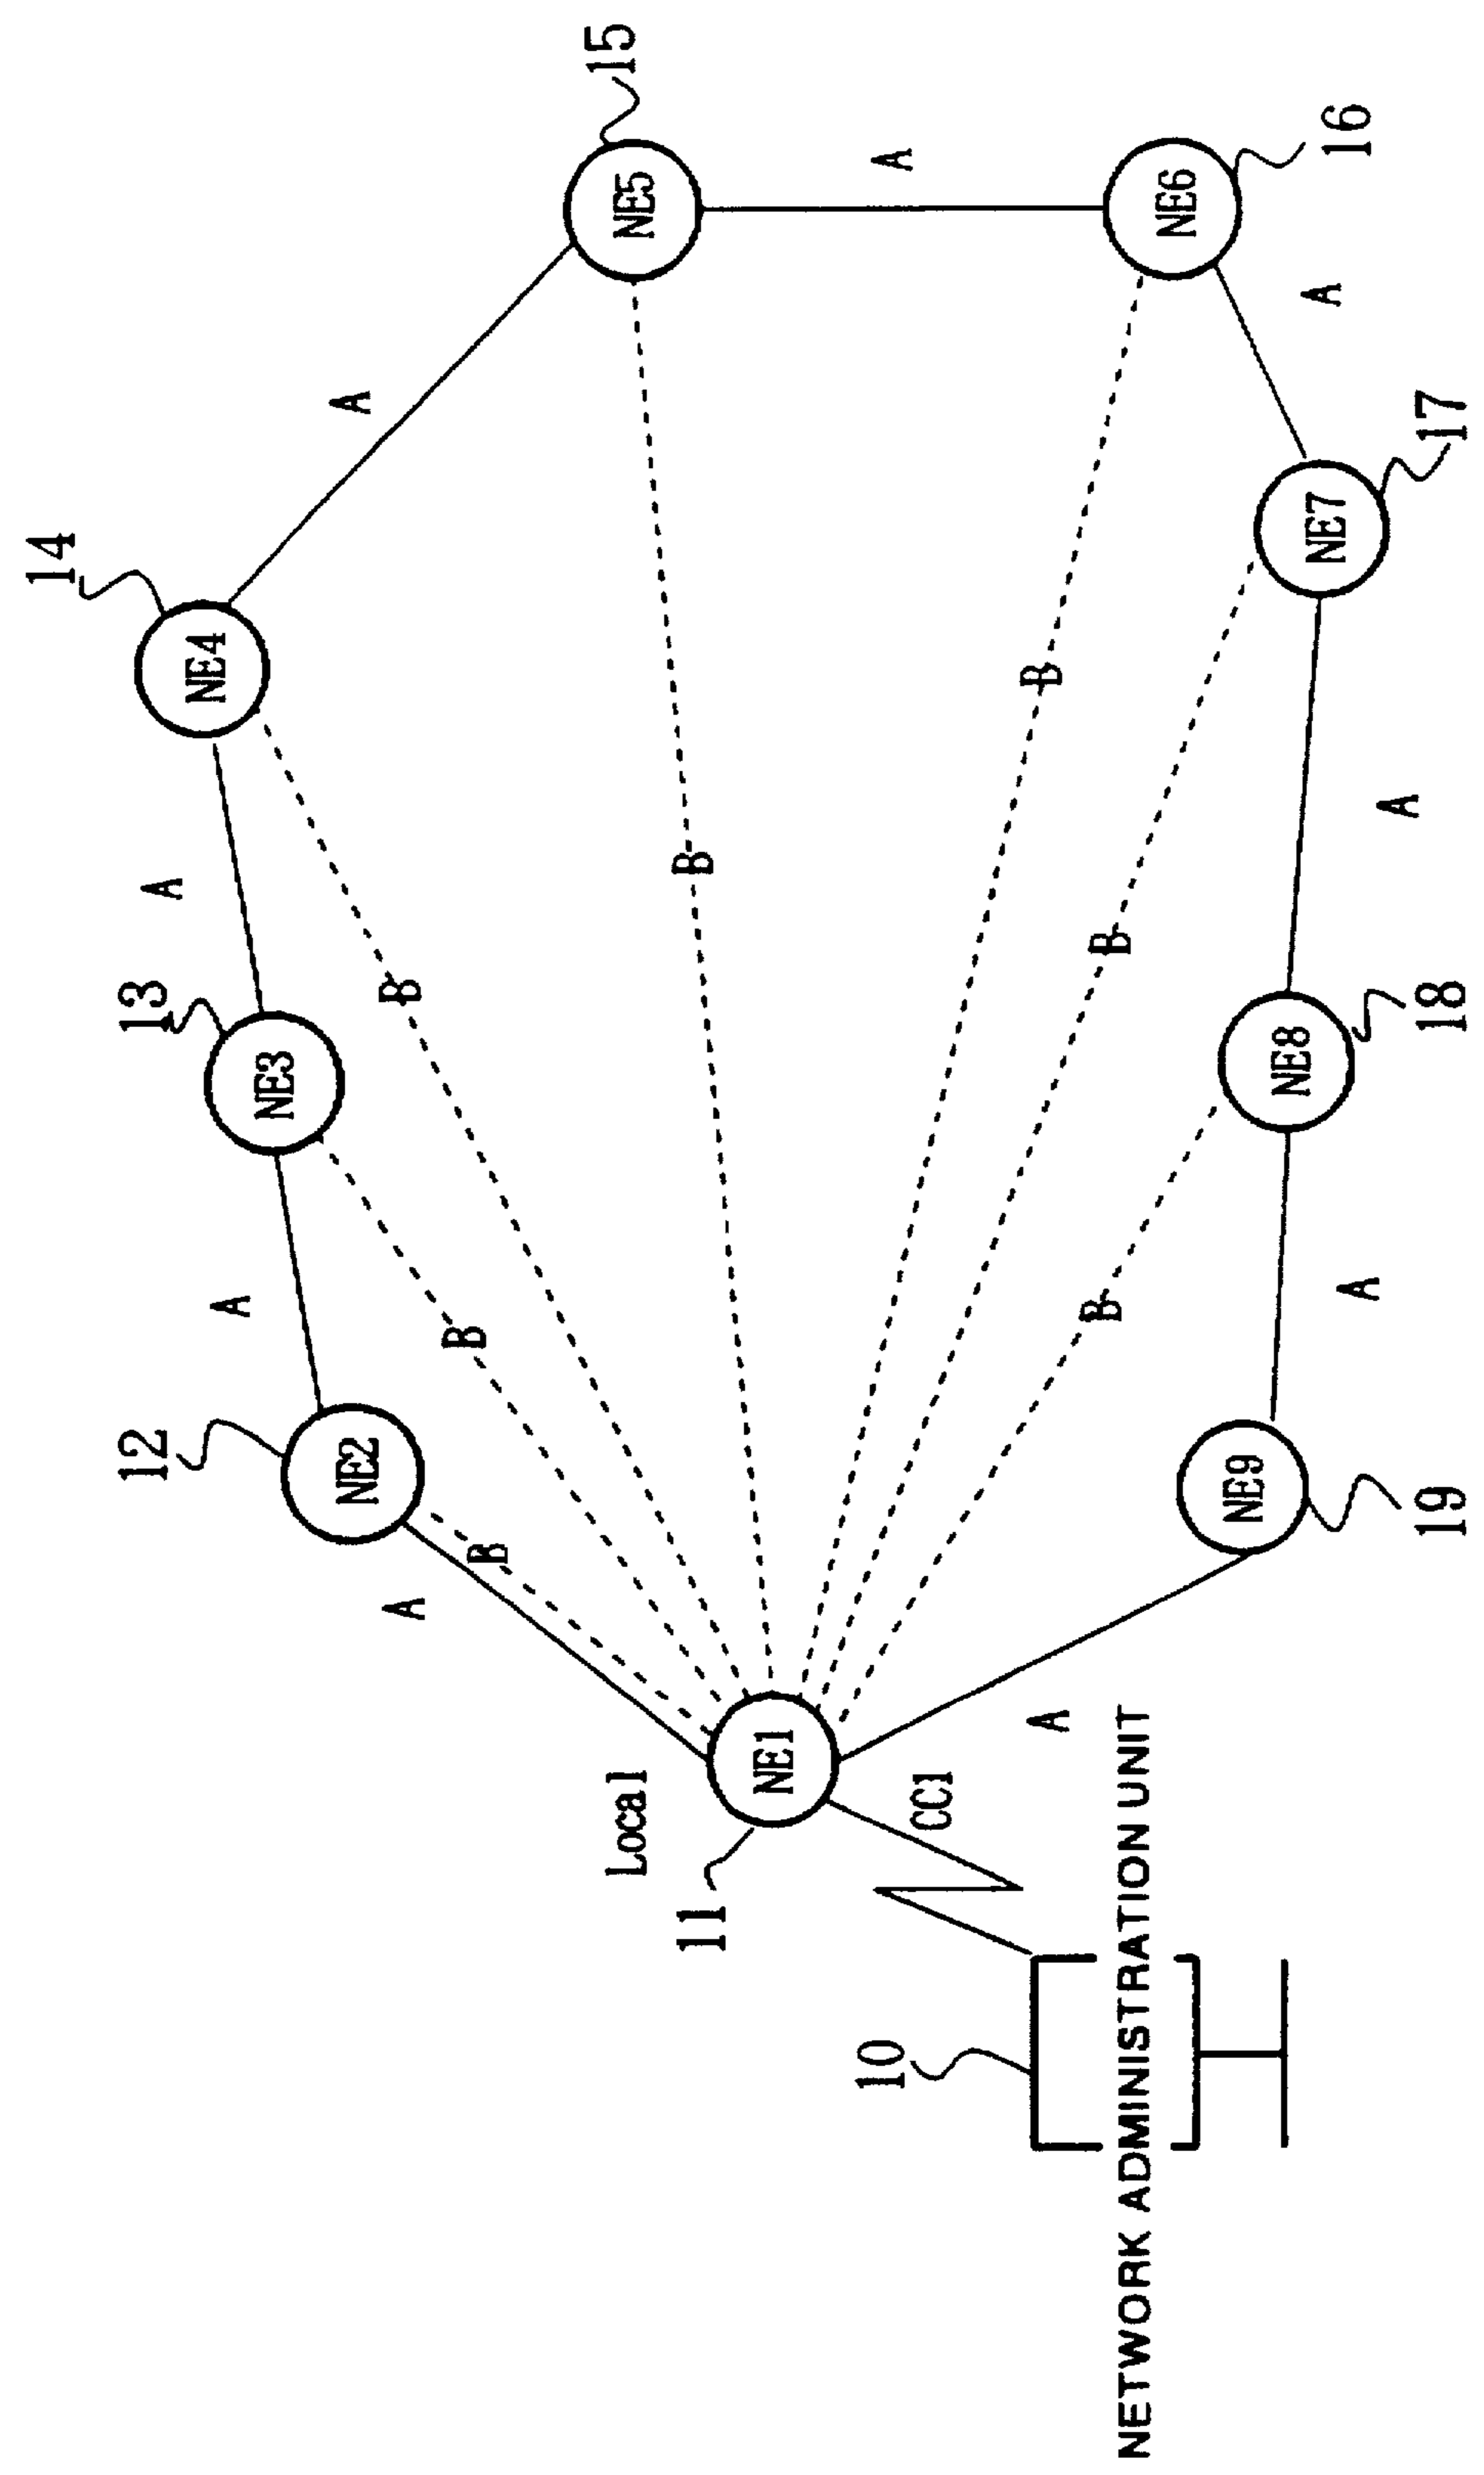 14
12
13
A
A
NE4
A
NE3
A
NE2
A
B
B
B
15
Local
NE5
11
B
NE1
10
A
CC1
B
A
B
B
NETWORK ADMINISTRATION UNIT
NE6
NE9
NE8
NE7
A
16
A
A
19
18
17